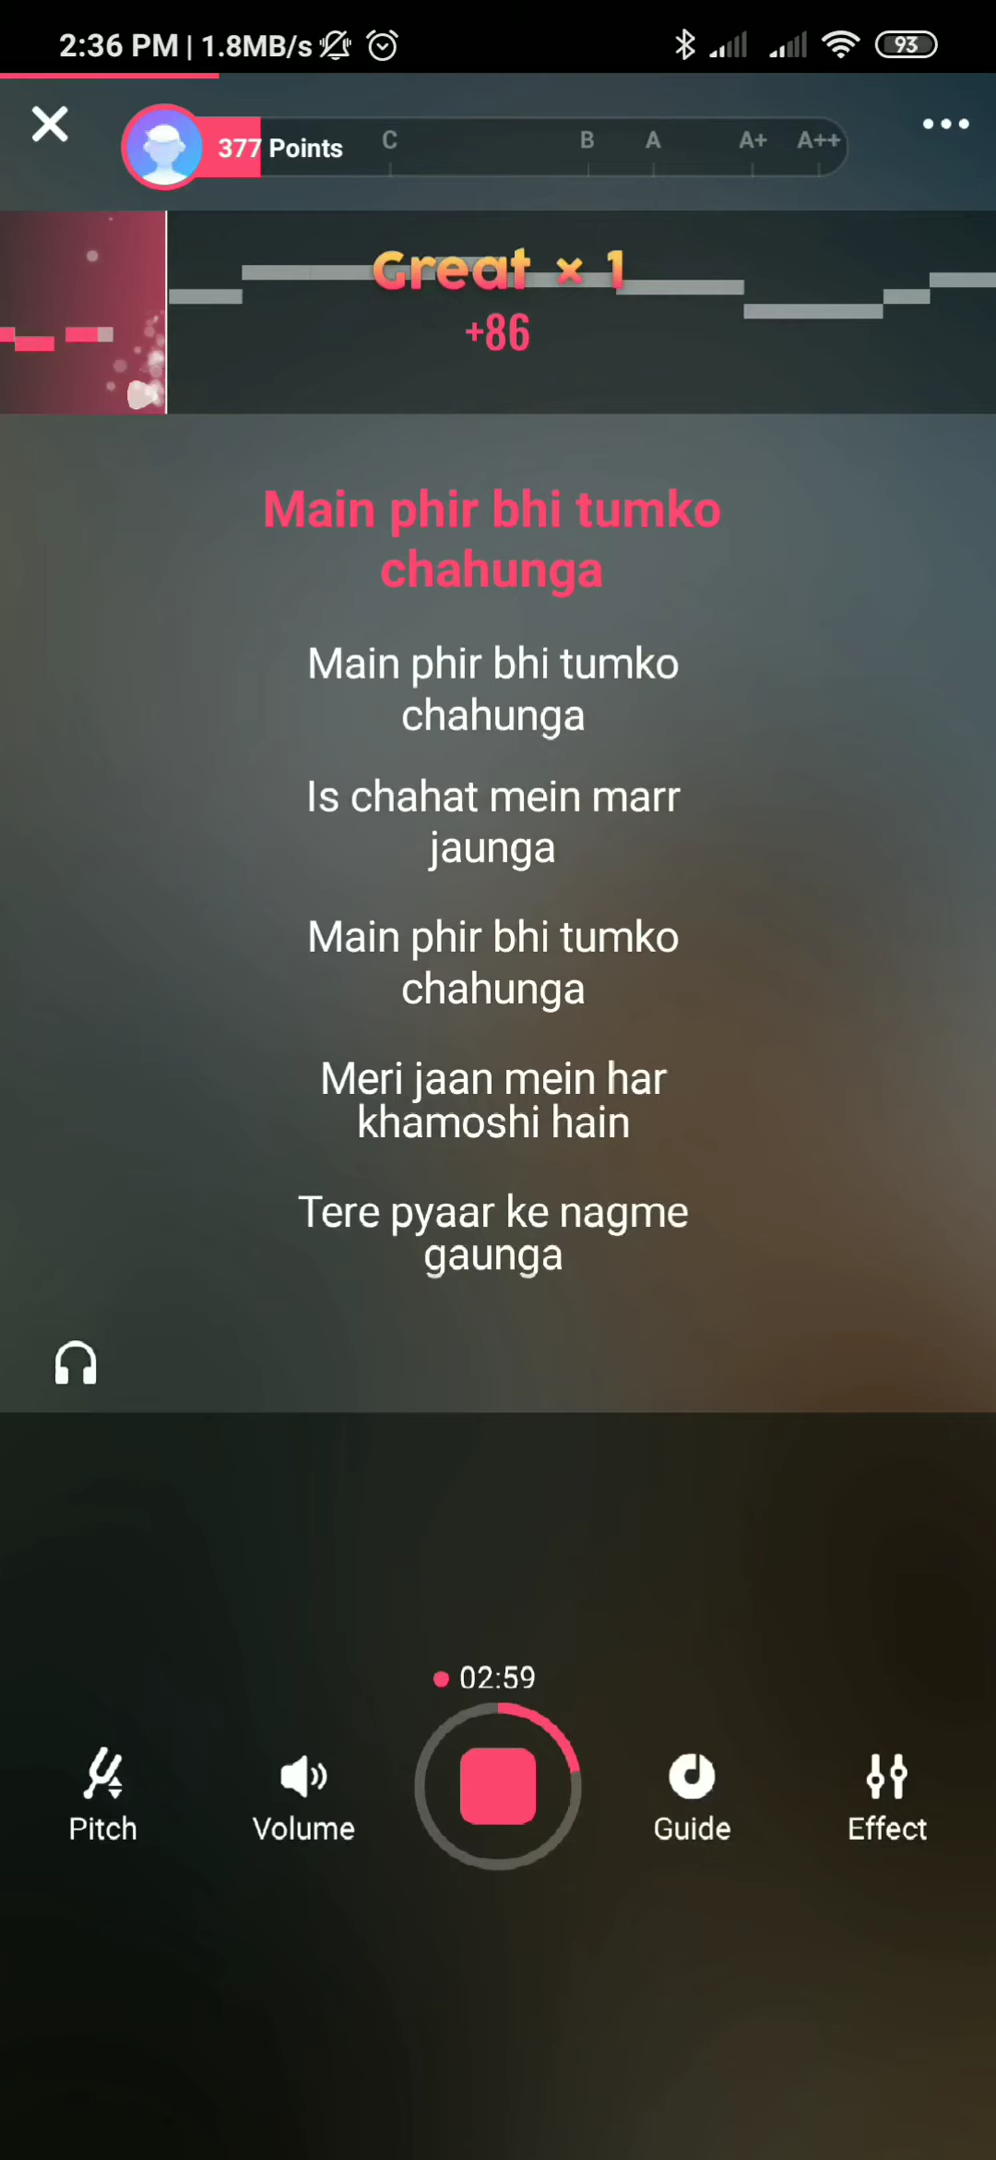 2:36 PM | 1.8MB/s 93
377 Points C B A A+ A++
Great × 1
+86
Main phir bhi tumko
chahunga
Main phir bhi tumko
chahunga
Is chahat mein marr
jaunga
Main phir bhi tumko
chahunga
Meri jaan mein har
khamoshi hain
Tere pyaar ke nagme
gaunga
02:59
Pitch Volume Guide Effect